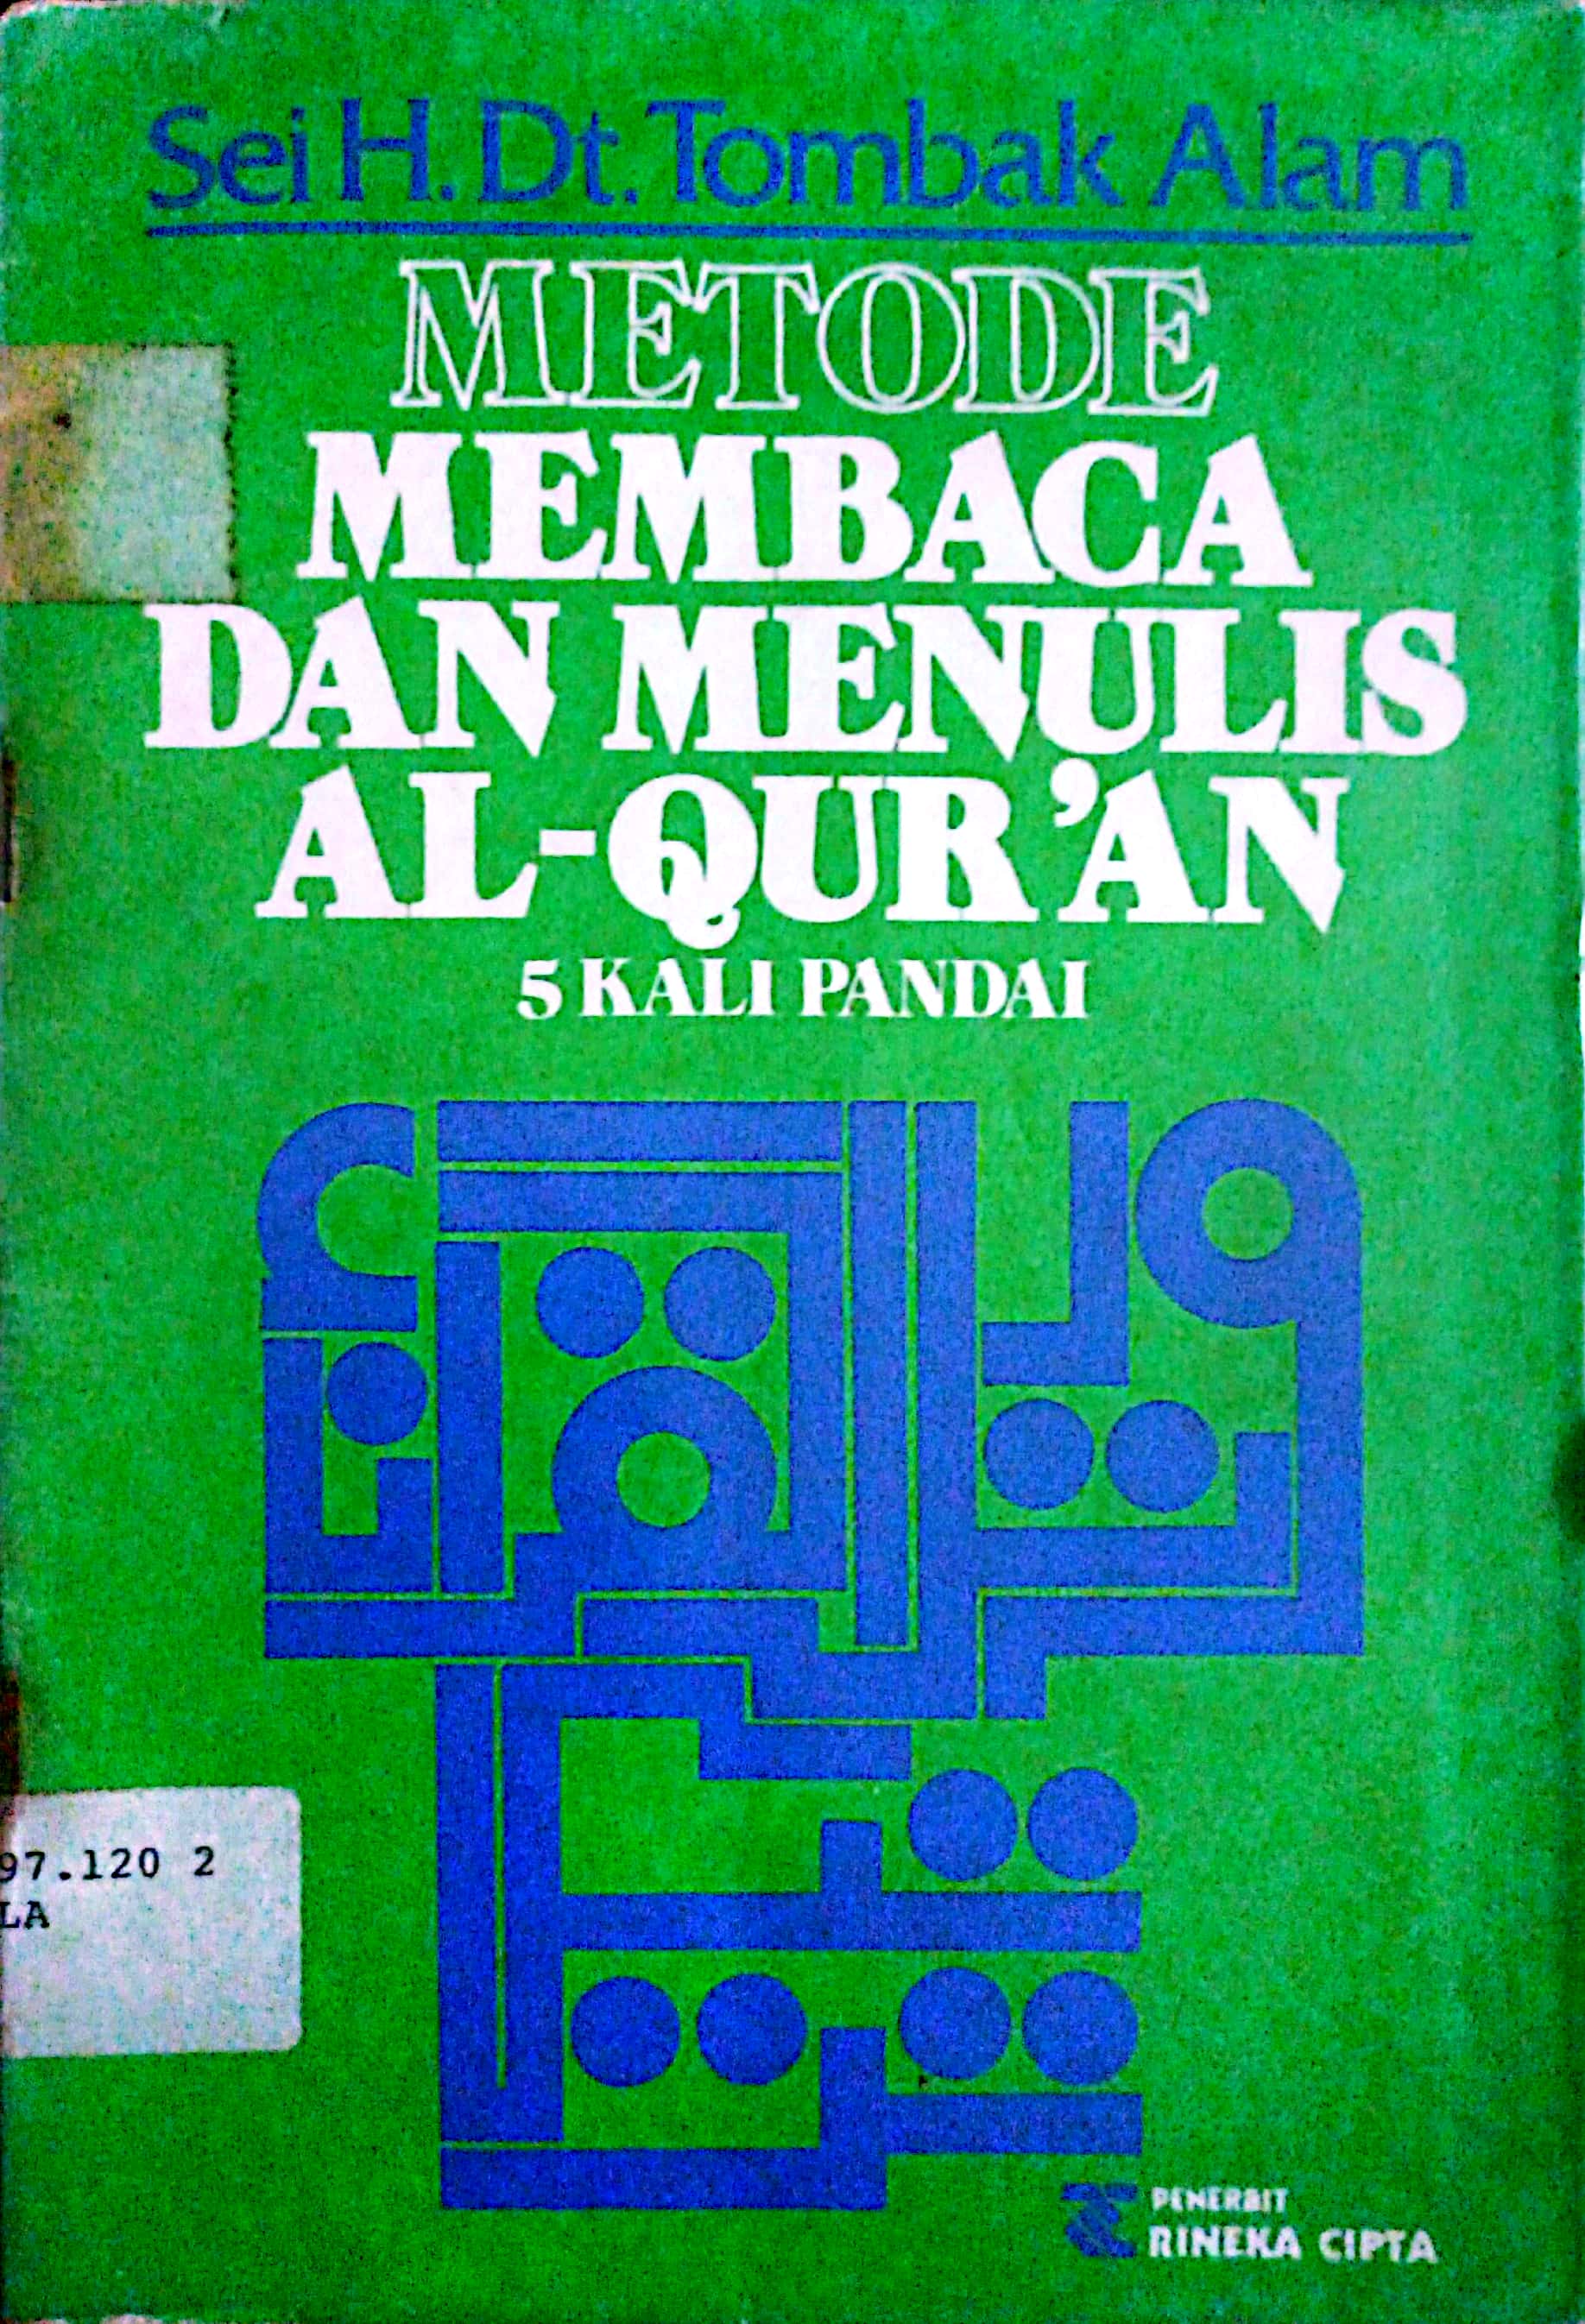 Sei H. Dt. Tombak Alam
METODE
MEMBACA
DAN MENULIS
AL-QUR'AN
5 KALI PANDAI
97.120 2
LA
PENERBIT
RINEKA CIPTA